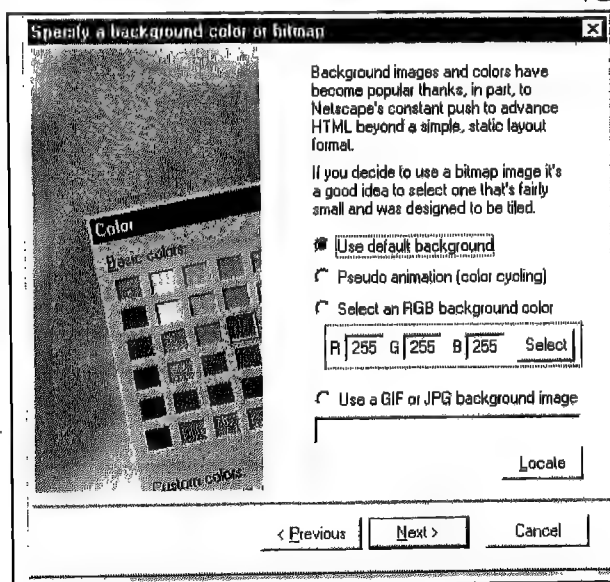 Specify a background color or bitmap
Background images and colors have
become popular thanks, in part, to
Netscape's constant push to advance
HTML beyond a simple, static layout
format.
If you decide to use a bitmap image it's
a good idea to select one that's fairly
small and was designed to be tiled.
Use default background
Pseudo animation (color cycling)
Select an RGB background color
R 255 G 255 B 255 Select
Use a GIF or JPG background image
Locate
Color
Basic colors
Custom colors
< Previous Next > Cancel